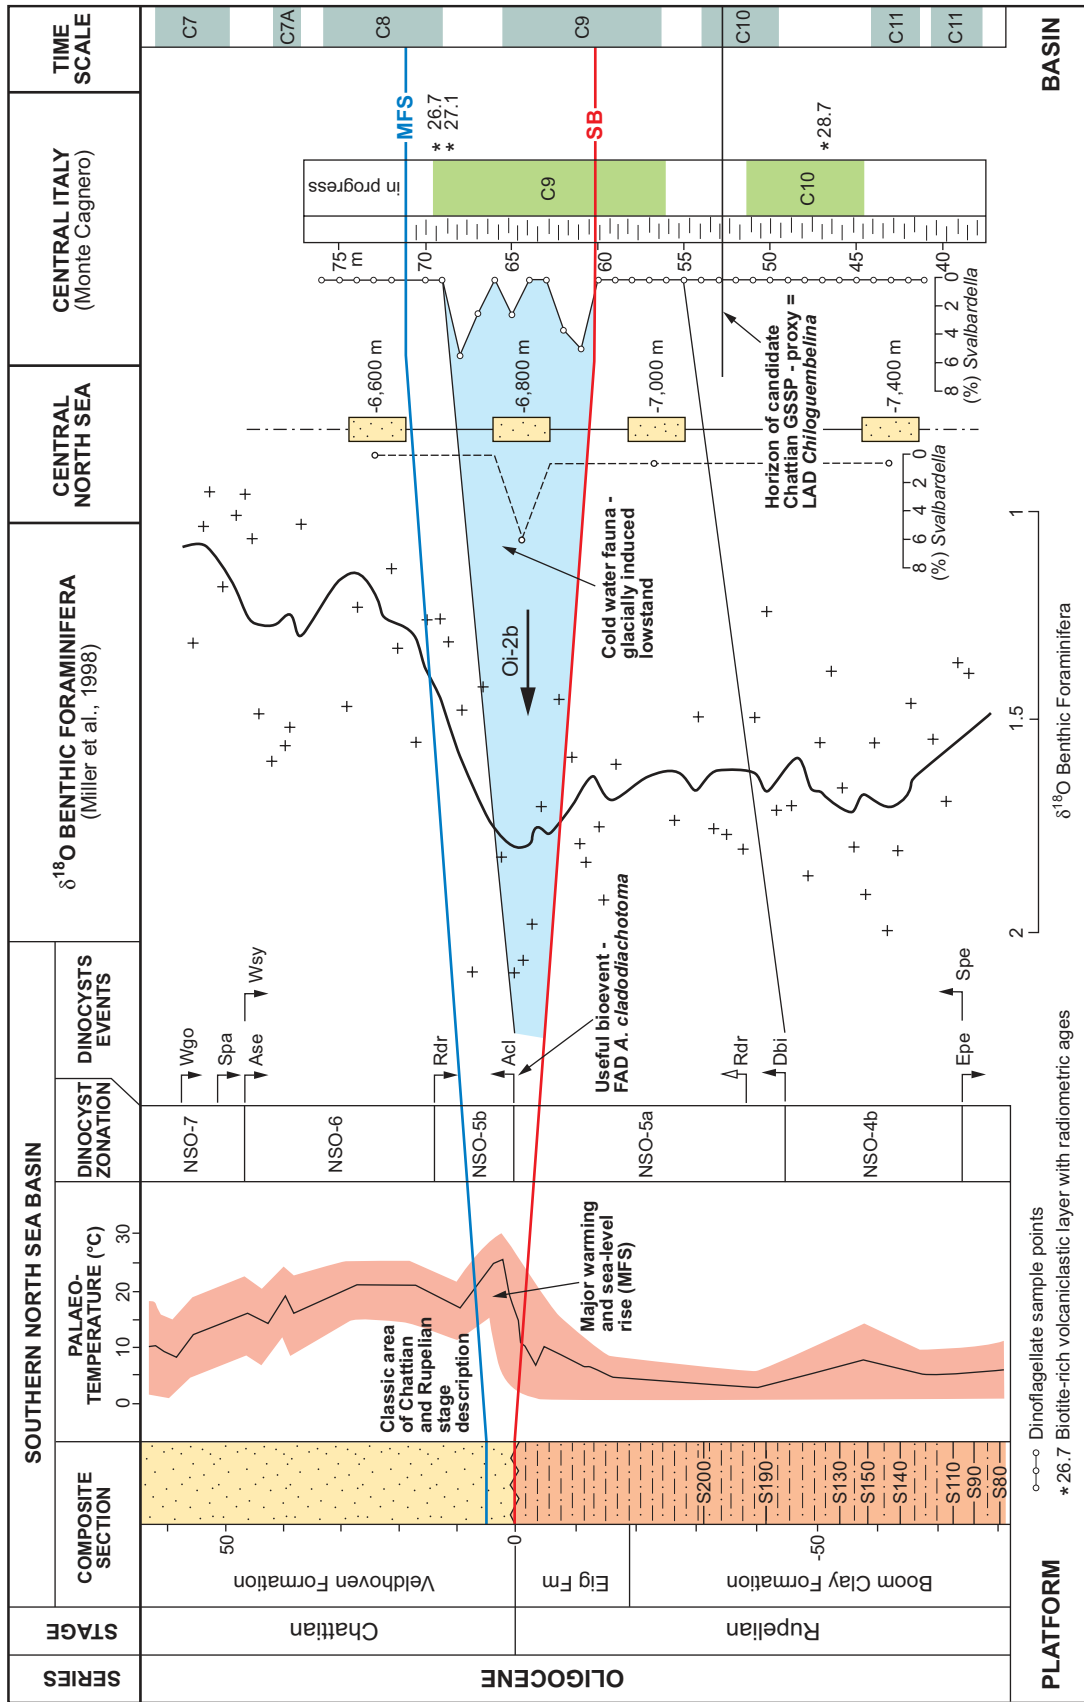 SERIES
STAGE
SOUTHERN NORTH SEA BASIN
COMPOSITE
SECTION
PALAEO-
TEMPERATURE (°C)
0
10
20
30
DINOCYST
ZONATION
DINOCYSTS
EVENTS
δ18O BENTHIC FORAMINIFERA
(Miller et al., 1998)
CENTRAL
NORTH SEA
CENTRAL ITALY
(Monte Cagnero)
TIME
SCALE
OLIGOCENE
Chattian
Rupelian
Veldhoven Formation
Eig Fm
Boom Clay Formation
50
0
-50
S200
S190
S130
S150
S140
S110
S90
S80
Classic area
of Chattian
and Rupelian
stage
description
Major warming
and sea-level
rise (MFS)
NSO-7
NSO-6
NSO-5b
NSO-5a
NSO-4b
Wgo
Spa
Ase
Wsy
Rdr
Acl
Rdr
Dbi
Epe
Spe
Useful bioevent -
FAD A. cladodiachotoma
Oi-2b
Cold water fauna -
glacially induced
lowstand
2
1.5
1
δ18O Benthic Foraminifera
-6,600 m
-6,800 m
-7,000 m
-7,400 m
8
6
4
2
0
(%) Svalbardella
Horizon of candidate
Chattian GSSP - proxy =
LAD Chiloguembelina
8
6
4
2
0
(%) Svalbardella
75
m
70
65
60
55
50
45
40
in progress
C9
C10
MFS
* 26.7
* 27.1
SB
* 28.7
C7
C7A
C8
C9
C10
C11
C11
PLATFORM
BASIN
Dinoflagellate sample points
* 26.7 Biotite-rich volcaniclastic layer with radiometric ages